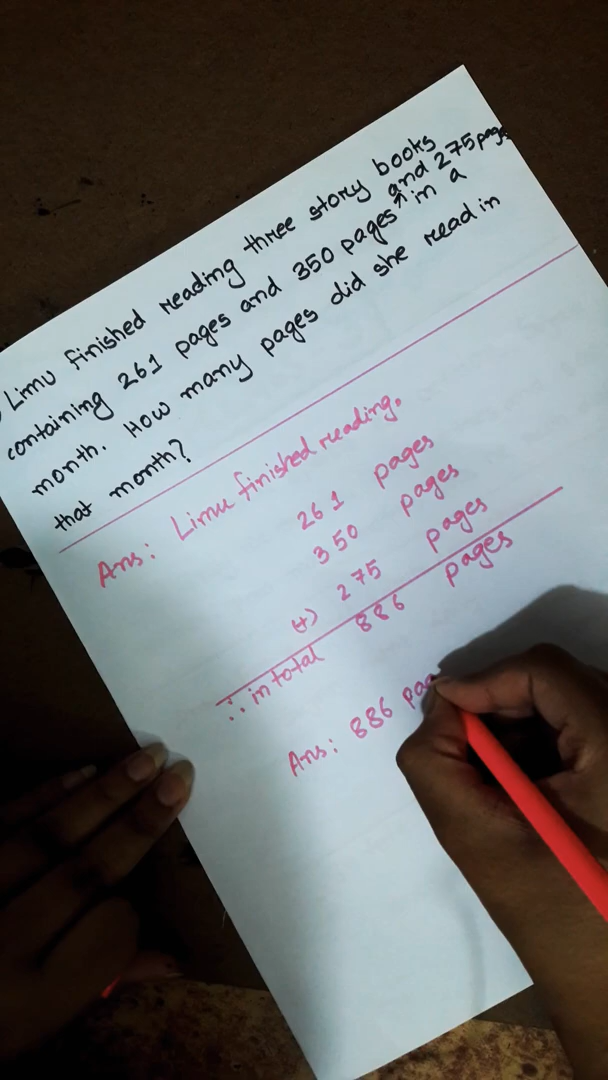 Limu finished reading three story books
containing 261 pages and 350 pages and 275 pages in a
month. How many pages did she read in
that month?
Ans: Limu finished reading.
261 pages
350 pages
(+) 275 pages
∴ in total 886 pages
Ans: 886